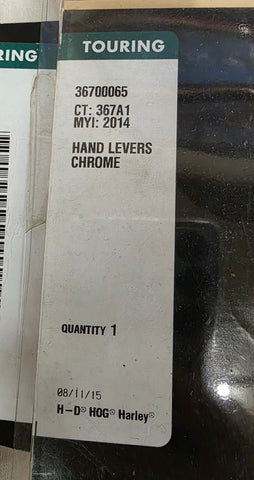 RING
TOURING
36700065
CT: 367A1
MYI: 2014
HAND LEVERS
CHROME
QUANTITY 1
08/11/15
H-D® HOG® Harley®